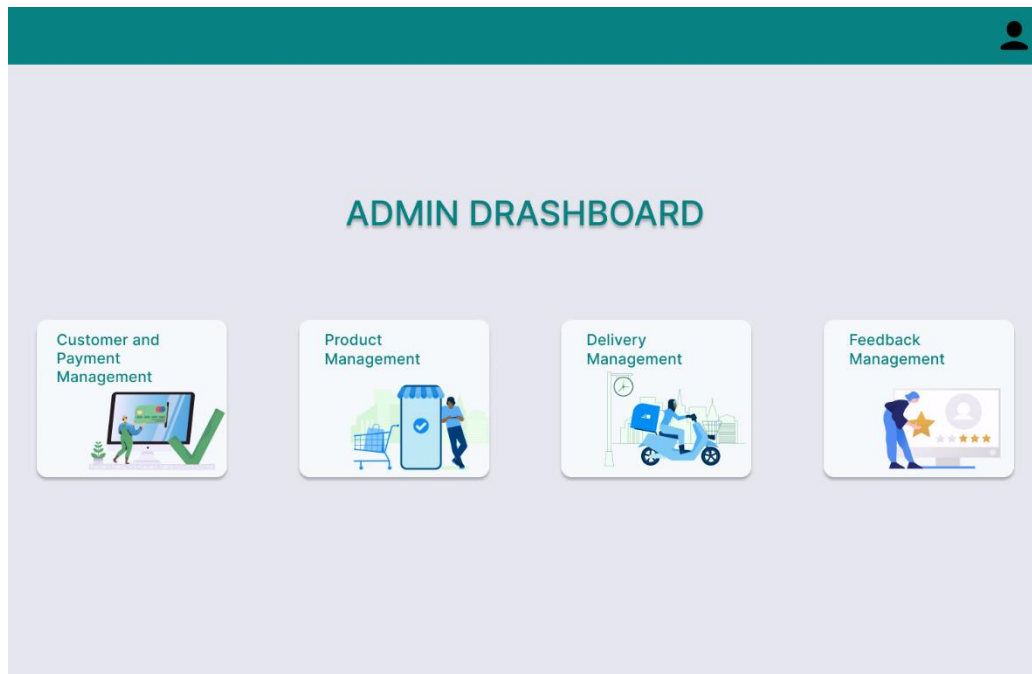 ADMIN DRASHBOARD
Customer and
Payment
Management
Product
Management
Delivery
Management
Feedback
Management